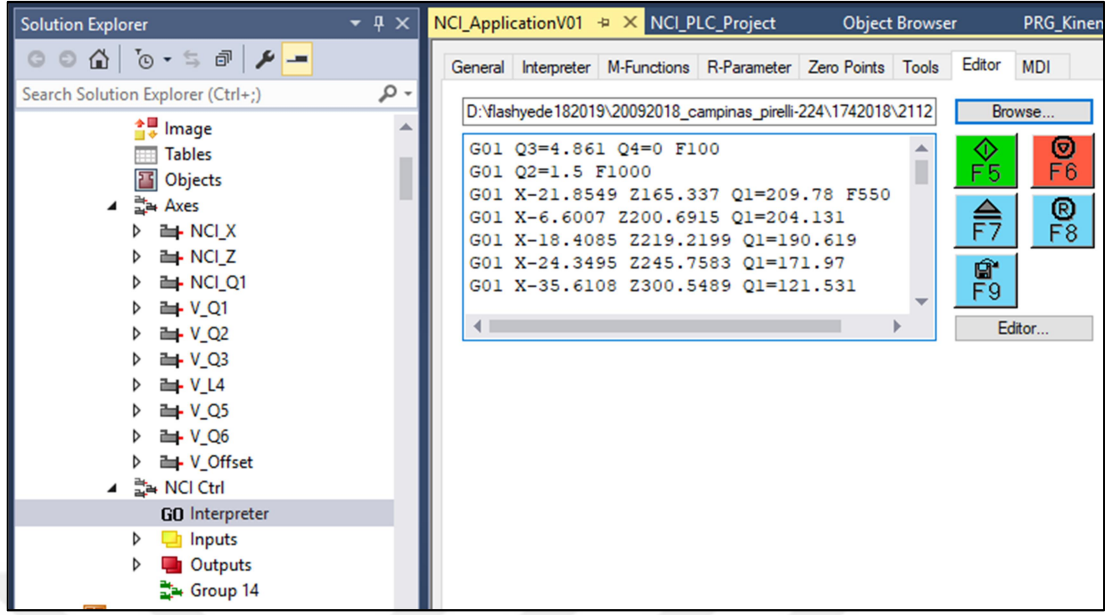 Solution Explorer
Search Solution Explorer (Ctrl+;)
Image
Tables
Objects
Axes
NCI_X
NCI_Z
NCI_Q1
V_Q1
V_Q2
V_Q3
V_L4
V_Q5
V_Q6
V_Offset
NCI Ctrl
GO Interpreter
Inputs
Outputs
Group 14
NCI_ApplicationV01 NCI_PLC_Project Object Browser PRG_Kinen
General Interpreter M-Functions R-Parameter Zero Points Tools Editor MDI
D:\flashyede182019\20092018_campinas_pirelli-224\1742018\2112 Browse...
G01 Q3=4.861 Q4=0 F100
G01 Q2=1.5 F1000
G01 X-21.8549 Z165.337 Q1=209.78 F550
G01 X-6.6007 Z200.6915 Q1=204.131
G01 X-18.4085 Z219.2199 Q1=190.619
G01 X-24.3495 Z245.7583 Q1=171.97
G01 X-35.6108 Z300.5489 Q1=121.531
F5 F6
R
F7 F8
F9
Editor...